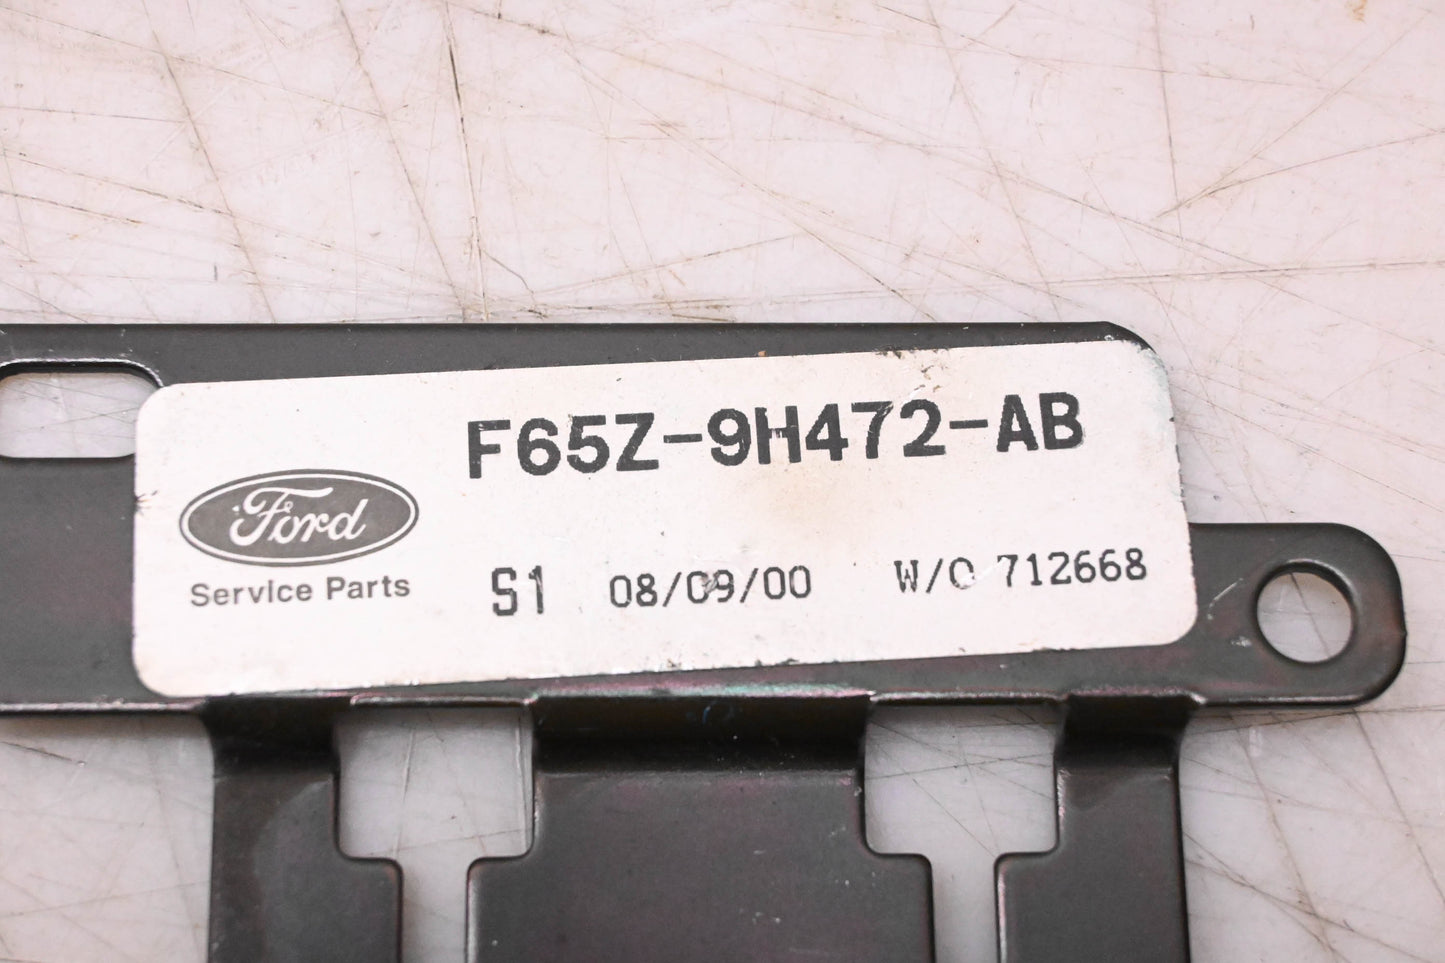 F65Z-9H472-AB
Ford
Service Parts
S1 08/09/00 W/O 712668